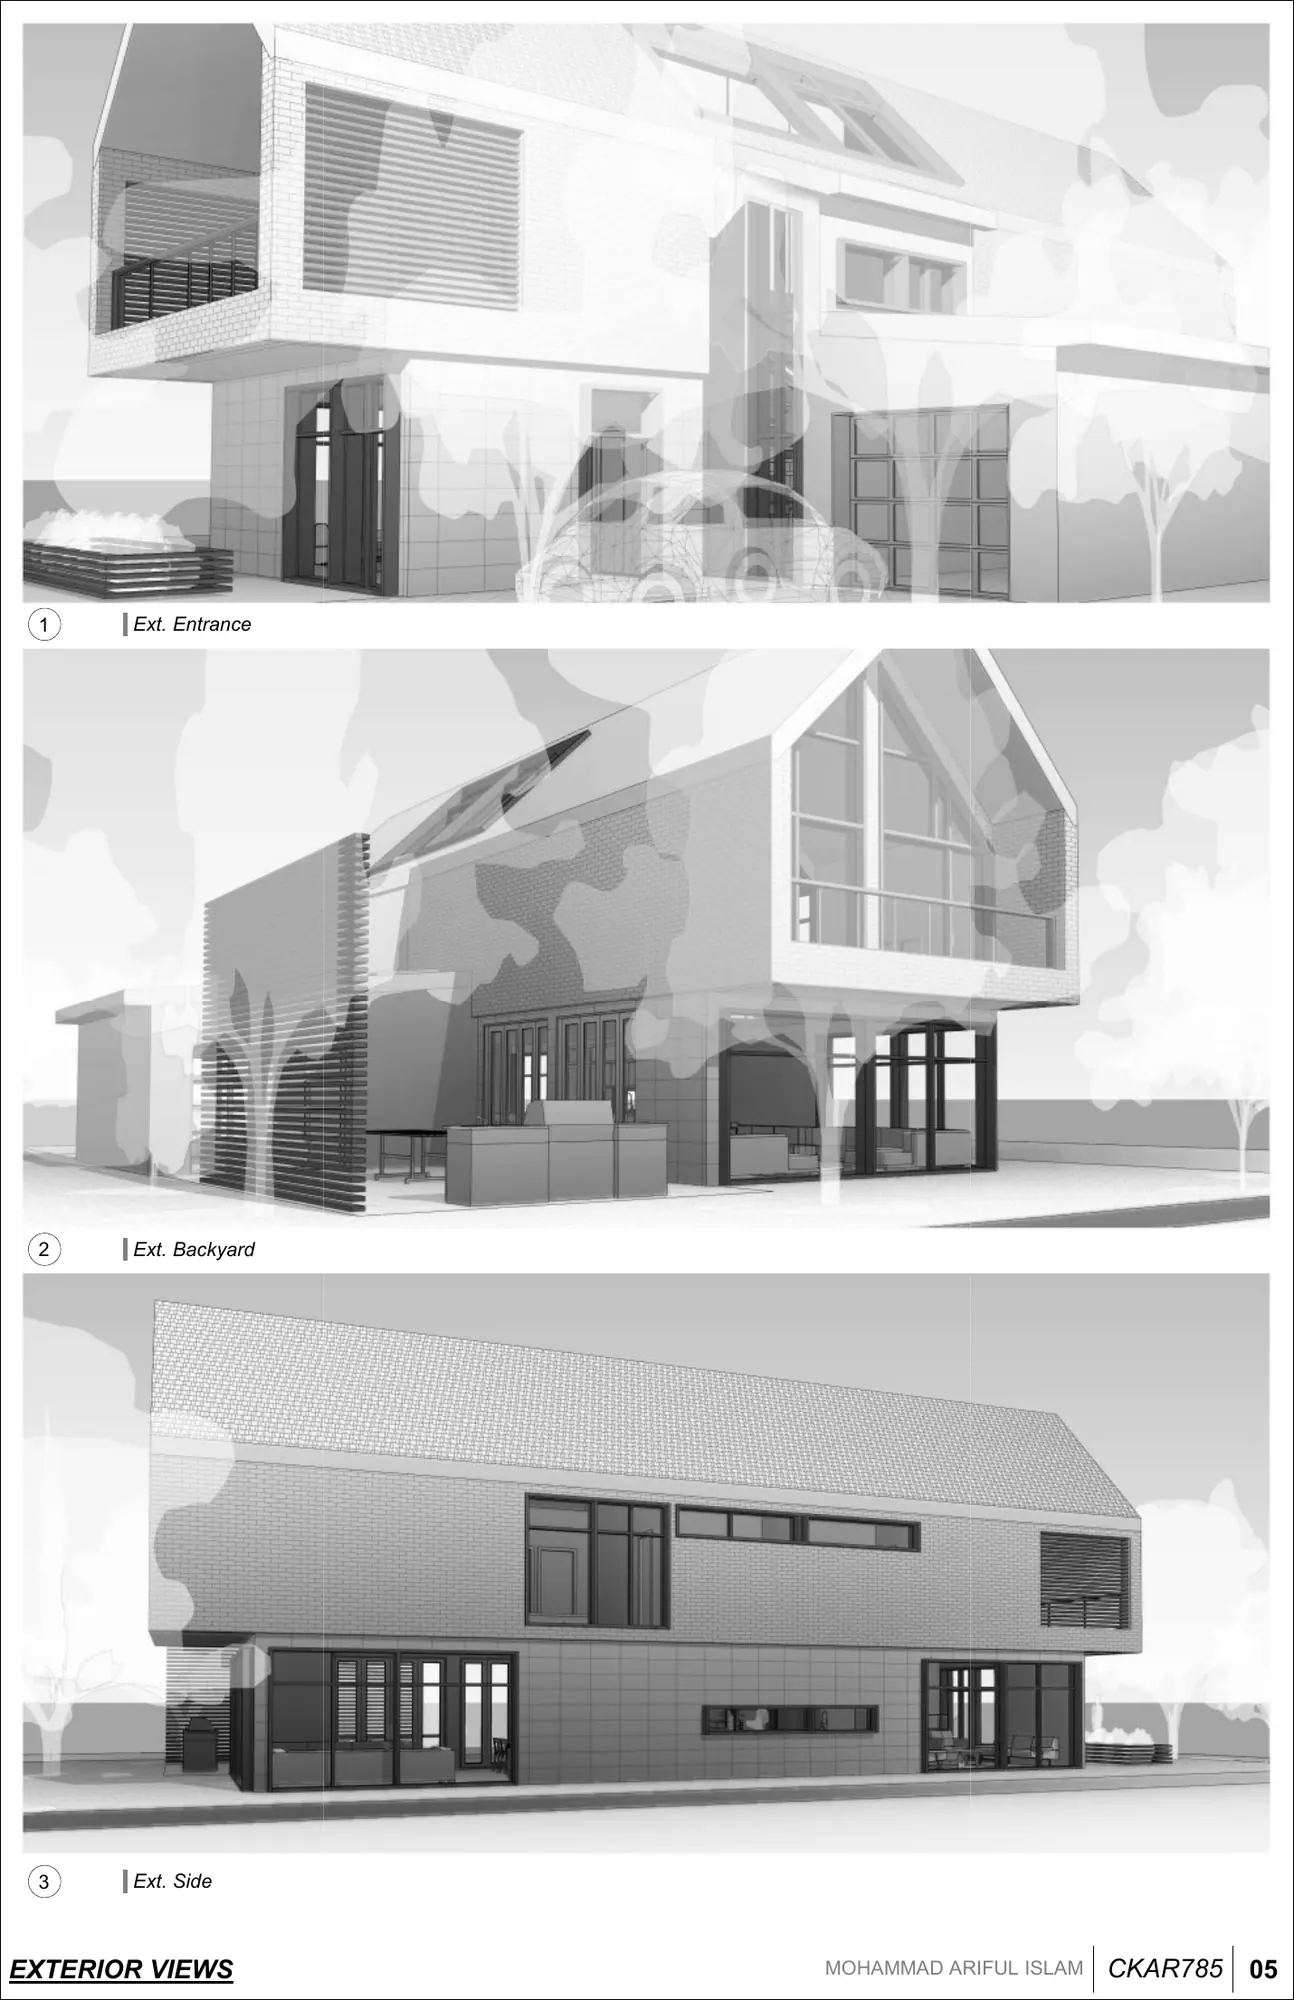 1 Ext. Entrance
2 Ext. Backyard
3 Ext. Side
EXTERIOR VIEWS MOHAMMAD ARIFUL ISLAM CKAR785 05